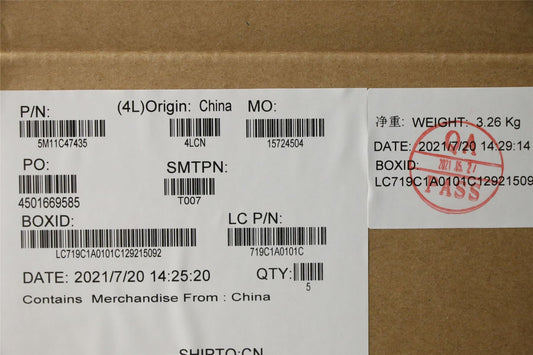 P/N:
(4L)Origin: China
MO:
5M11C47435
4LCN
15724504
PO:
SMTPN:
4501669585
T007
BOXID:
LC P/N:
LC719C1A0101C129215092
719C1A0101C
DATE: 2021/7/20 14:25:20
QTY:
5
Contains Merchandise From : China
SHIPTO:CN
净重: WEIGHT: 3.26 Kg
DATE: 2021/7/20 14:29:14
BOXID:
LC719C1A0101C12921509
QA
PASS